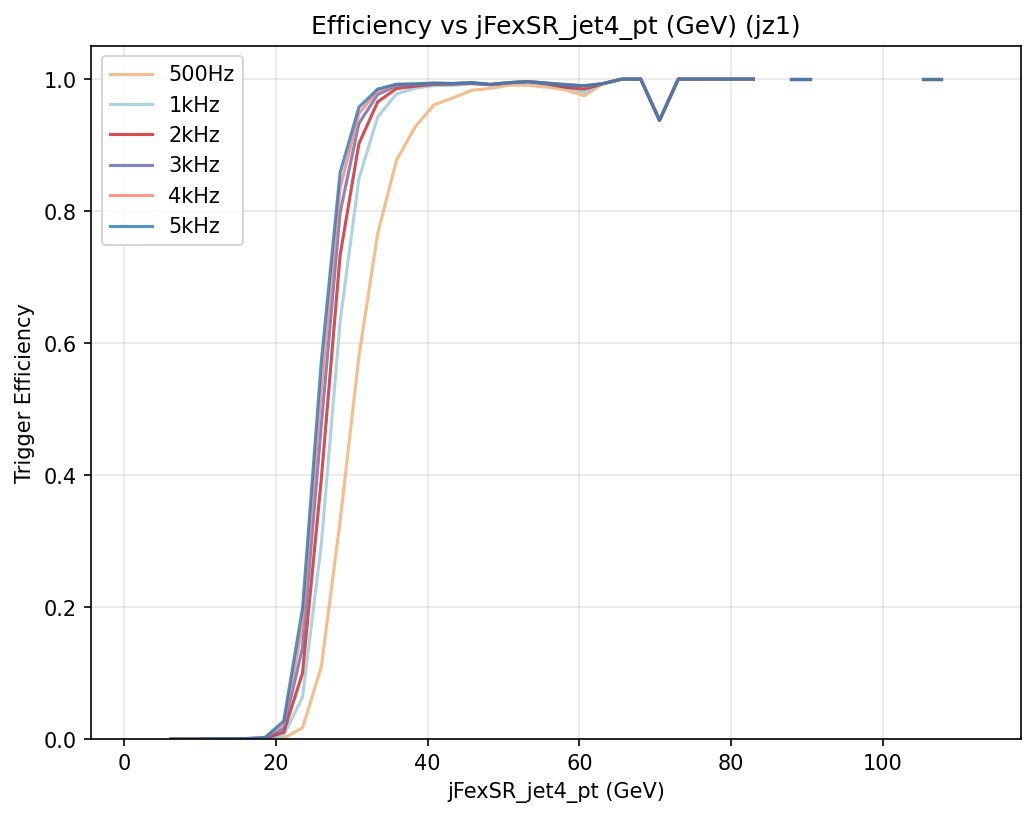 Efficiency vs jFexSR_jet4_pt (GeV) (jz1)
500Hz
1kHz
2kHz
3kHz
4kHz
5kHz
Trigger Efficiency
1.0
0.8
0.6
0.4
0.2
0.0
0 20 40 60 80 100
jFexSR_jet4_pt (GeV)